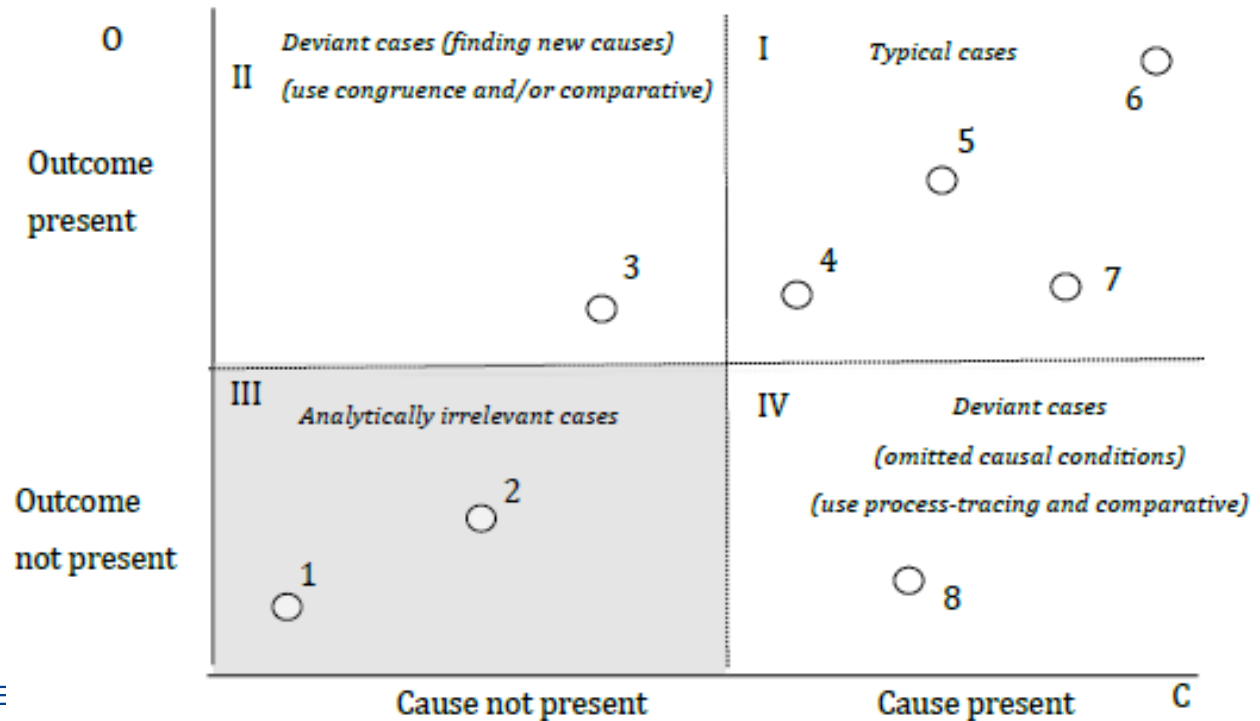 O
Deviant cases (finding new causes)
II
(use congruence and/or comparative)
I
Typical cases
6
5
Outcome
present
3
4
7
III
Analytically irrelevant cases
IV
Deviant cases
(omitted causal conditions)
(use process-tracing and comparative)
Outcome
not present
2
1
8
Cause not present
Cause present
C